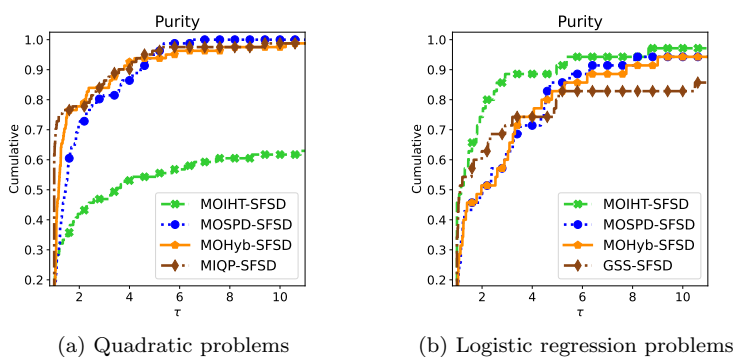 Purity
1.0
0.9
0.8
0.7
0.6
0.5
0.4
0.3
0.2
Cumulative
MOIHT-SFSD
MOSPD-SFSD
MOHyb-SFSD
MIQP-SFSD
2 4 6 8 10
τ
(a) Quadratic problems
Purity
1.0
0.9
0.8
0.7
0.6
0.5
0.4
0.3
0.2
Cumulative
MOIHT-SFSD
MOSPD-SFSD
MOHyb-SFSD
GSS-SFSD
2 4 6 8 10
τ
(b) Logistic regression problems